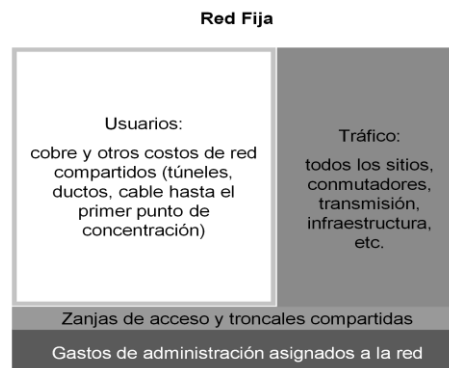 Red Fija
Usuarios:
cobre y otros costos de red
compartidos (túneles,
ductos, cable hasta el
primer punto de
concentración)
Tráfico:
todos los sitios,
conmutadores,
transmisión,
infraestructura,
etc.
Zanjas de acceso y troncales compartidas
Gastos de administración asignados a la red